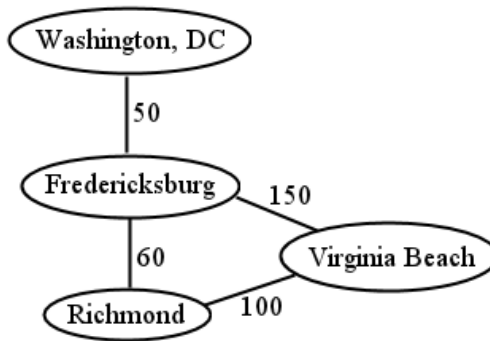 Washington, DC
50
Fredericksburg
150
60
Virginia Beach
100
Richmond